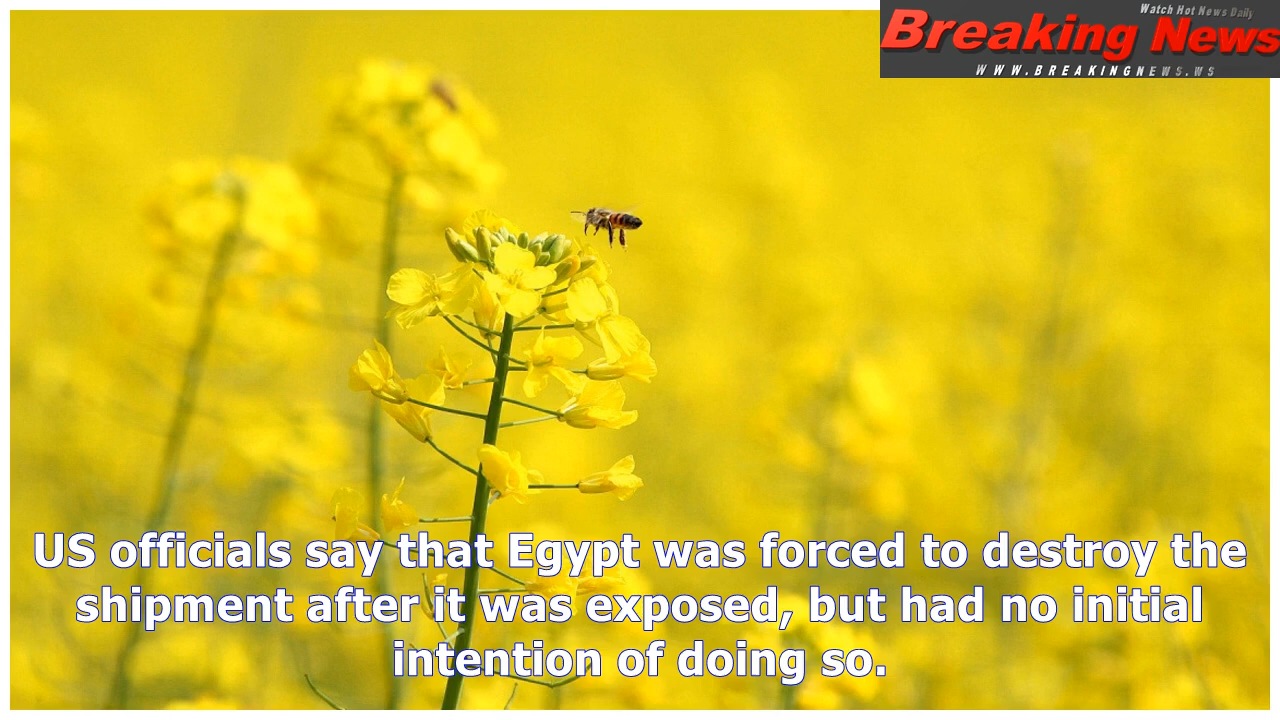 Watch Hot News Daily
Breaking News
WWW.BREAKINGNEWS.WS
US officials say that Egypt was forced to destroy the
shipment after it was exposed, but had no initial
intention of doing so.